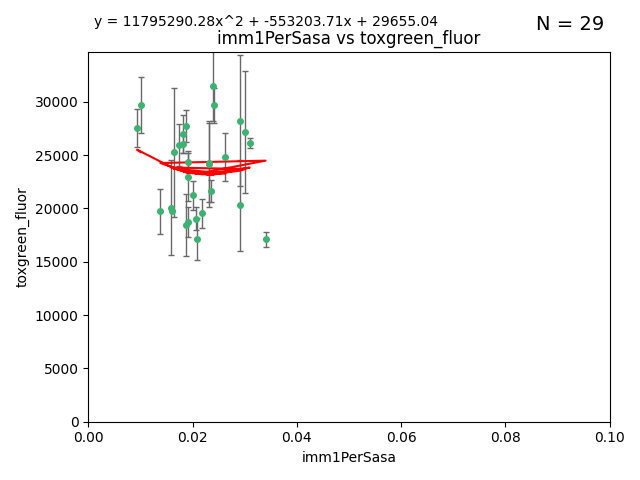 y = 11795290.28x^2 + -553203.71x + 29655.04
N = 29
imm1PerSasa vs toxgreen_fluor
30000
25000
20000
15000
10000
5000
0
toxgreen_fluor
0.00 0.02 0.04 0.06 0.08 0.10
imm1PerSasa